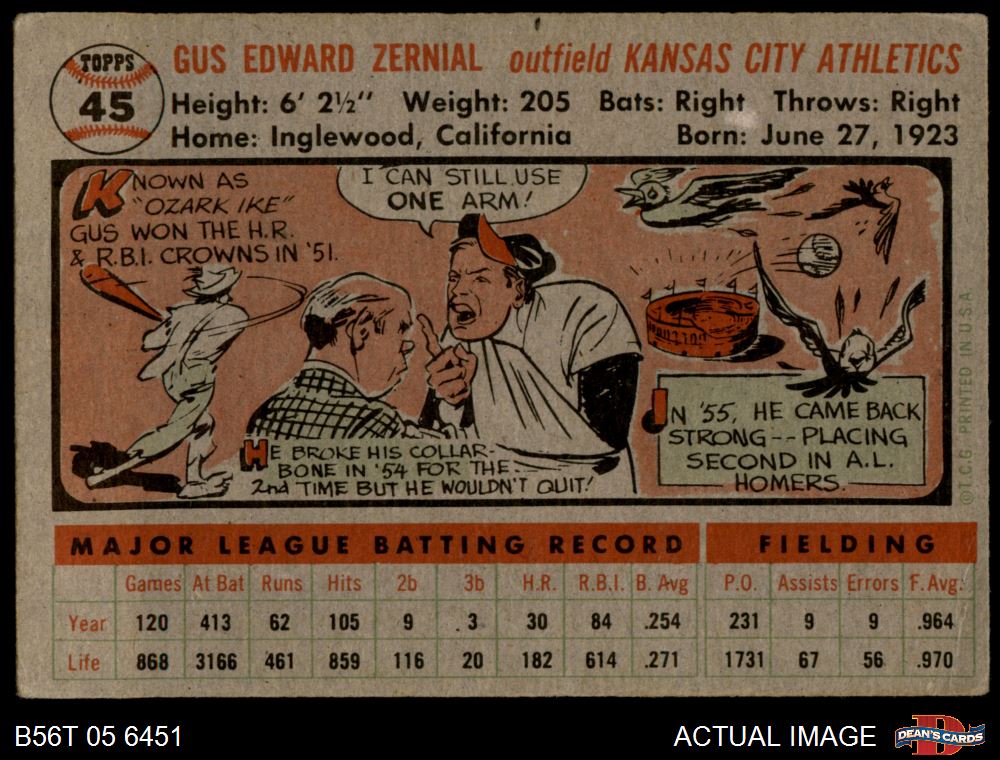 TOPPS
45
GUS EDWARD ZERNIAL outfield KANSAS CITY ATHLETICS
Height: 6' 2½" Weight: 205 Bats: Right Throws: Right
Home: Inglewood, California Born: June 27, 1923
KNOWN AS
"OZARK IKE"
GUS WON THE H.R.
& R.B.I. CROWNS IN '51.
I CAN STILL USE
ONE ARM!
HE BROKE HIS COLLAR-
BONE IN '54 FOR THE
2nd TIME BUT HE WOULDN'T QUIT!
IN '55, HE CAME BACK
STRONG--PLACING
SECOND IN A.L.
HOMERS.
©T.C.G. PRINTED IN U.S.A.
MAJOR LEAGUE BATTING RECORD FIELDING
Games At Bat Runs Hits 2b 3b H.R. R.B.I. B. Avg P.O. Assists Errors F. Avg.
Year 120 413 62 105 9 3 30 84 .254 231 9 9 .964
Life 868 3166 461 859 116 20 182 614 .271 1731 67 56 .970
B56T 05 6451 ACTUAL IMAGE DEAN'S CARDS